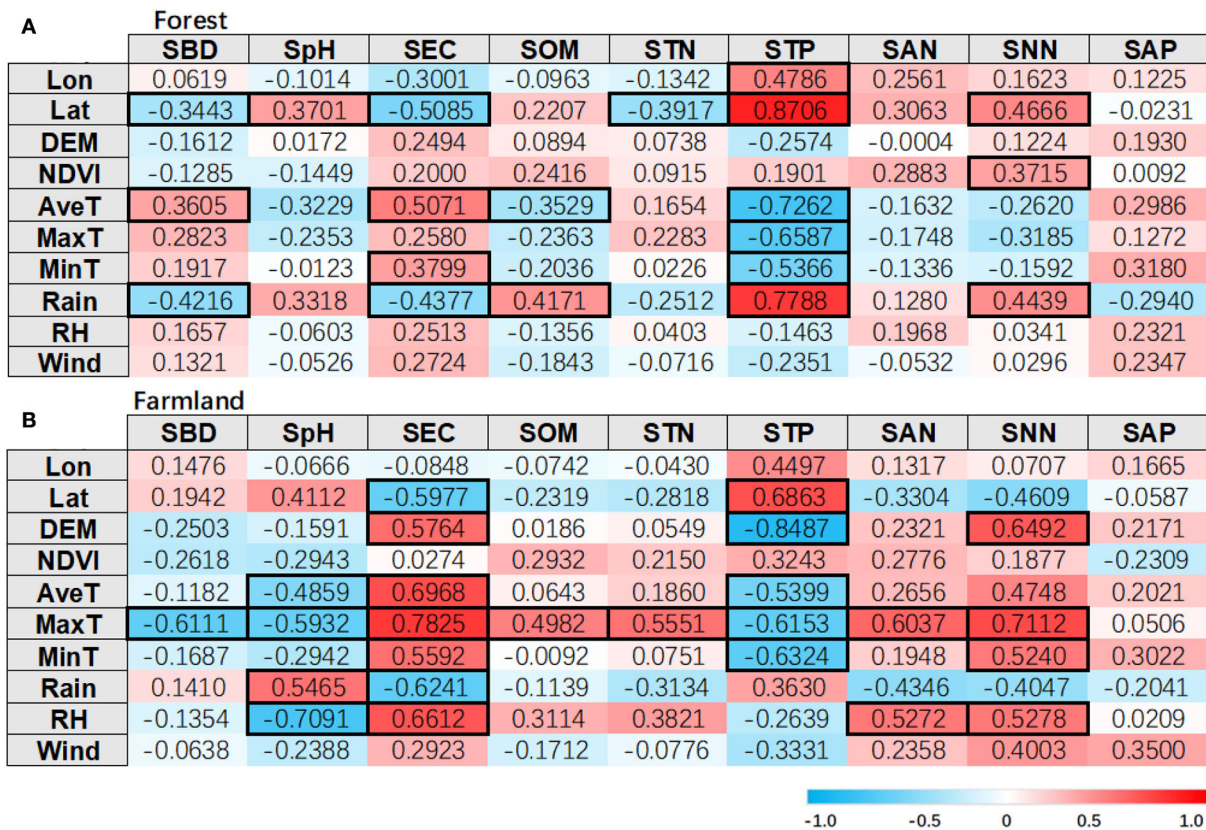 A
Forest
SBD SpH SEC SOM STN STP SAN SNN SAP
Lon 0.0619 -0.1014 -0.3001 -0.0963 -0.1342 0.4786 0.2561 0.1623 0.1225
Lat -0.3443 0.3701 -0.5085 0.2207 -0.3917 0.8706 0.3063 0.4666 -0.0231
DEM -0.1612 0.0172 0.2494 0.0894 0.0738 -0.2574 -0.0004 0.1224 0.1930
NDVI -0.1285 -0.1449 0.2000 0.2416 0.0915 0.1901 0.2883 0.3715 0.0092
AveT 0.3605 -0.3229 0.5071 -0.3529 0.1654 -0.7262 -0.1632 -0.2620 0.2986
MaxT 0.2823 -0.2353 0.2580 -0.2363 0.2283 -0.6587 -0.1748 -0.3185 0.1272
MinT 0.1917 -0.0123 0.3799 -0.2036 0.0226 -0.5366 -0.1336 -0.1592 0.3180
Rain -0.4216 0.3318 -0.4377 0.4171 -0.2512 0.7788 0.1280 0.4439 -0.2940
RH 0.1657 -0.0603 0.2513 -0.1356 0.0403 -0.1463 0.1968 0.0341 0.2321
Wind 0.1321 -0.0526 0.2724 -0.1843 -0.0716 -0.2351 -0.0532 0.0296 0.2347
B
Farmland
SBD SpH SEC SOM STN STP SAN SNN SAP
Lon 0.1476 -0.0666 -0.0848 -0.0742 -0.0430 0.4497 0.1317 0.0707 0.1665
Lat 0.1942 0.4112 -0.5977 -0.2319 -0.2818 0.6863 -0.3304 -0.4609 -0.0587
DEM -0.2503 -0.1591 0.5764 0.0186 0.0549 -0.8487 0.2321 0.6492 0.2171
NDVI -0.2618 -0.2943 0.0274 0.2932 0.2150 0.3243 0.2776 0.1877 -0.2309
AveT -0.1182 -0.4859 0.6968 0.0643 0.1860 -0.5399 0.2656 0.4748 0.2021
MaxT -0.6111 -0.5932 0.7825 0.4982 0.5551 -0.6153 0.6037 0.7112 0.0506
MinT -0.1687 -0.2942 0.5592 -0.0092 0.0751 -0.6324 0.1948 0.5240 0.3022
Rain 0.1410 0.5465 -0.6241 -0.1139 -0.3134 0.3630 -0.4346 -0.4047 -0.2041
RH -0.1354 -0.7091 0.6612 0.3114 0.3821 -0.2639 0.5272 0.5278 0.0209
Wind -0.0638 -0.2388 0.2923 -0.1712 -0.0776 -0.3331 0.2358 0.4003 0.3500
-1.0 -0.5 0 0.5 1.0